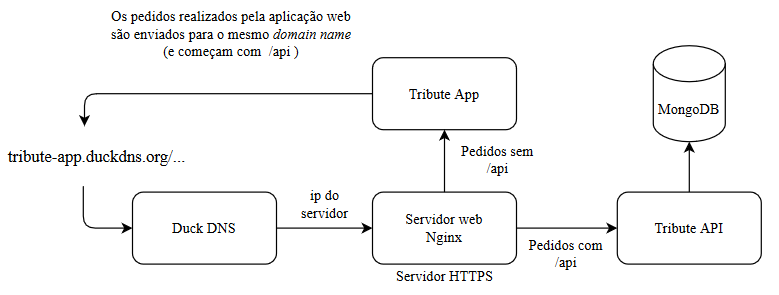 Os pedidos realizados pela aplicação web
são enviados para o mesmo domain name
(e começam com /api )
Tribute App
MongoDB
tribute-app.duckdns.org/...
Pedidos sem
/api
ip do
servidor
Duck DNS
Servidor web
Nginx
Tribute API
Pedidos com
/api
Servidor HTTPS